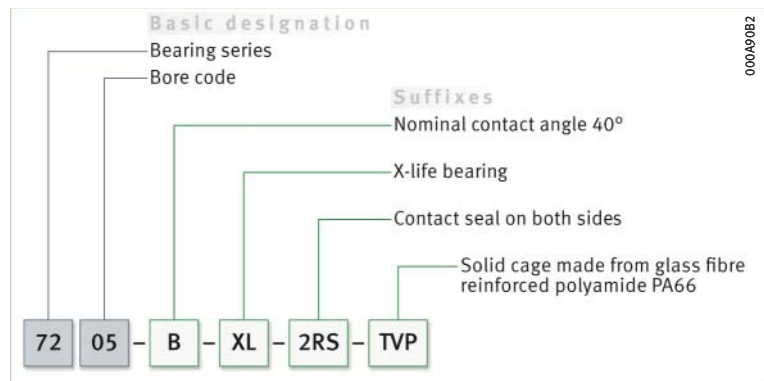 Basic designation
Bearing series
Bore code
Suffixes
Nominal contact angle 40°
X-life bearing
Contact seal on both sides
Solid cage made from glass fibre
reinforced polyamide PA66
72 05 – B – XL – 2RS – TVP
000A90B2